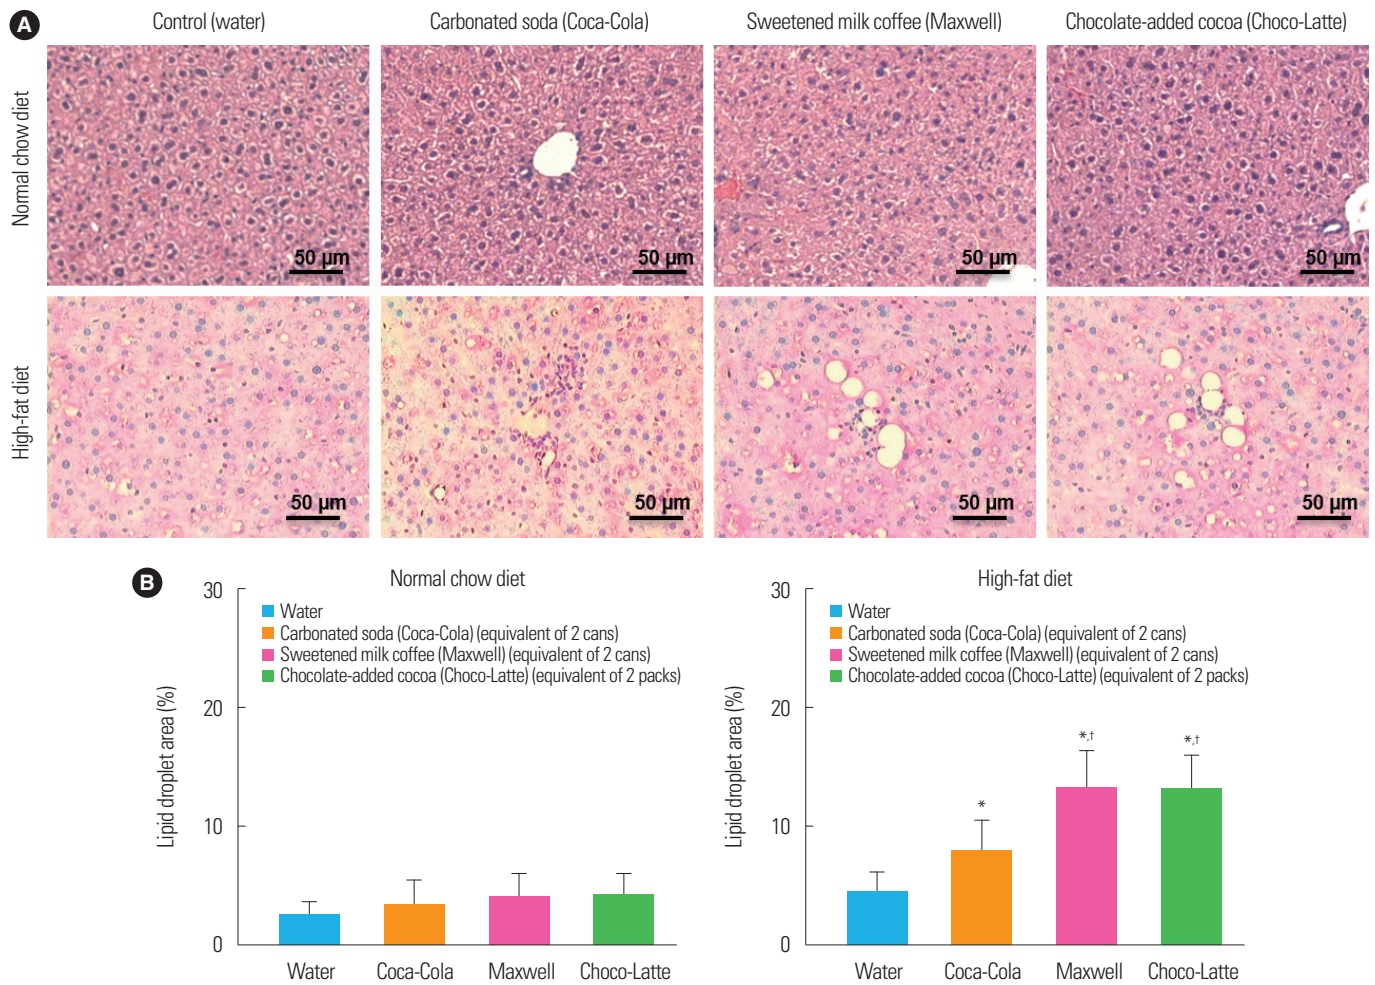 A
Control (water)
Carbonated soda (Coca-Cola)
Sweetened milk coffee (Maxwell)
Chocolate-added cocoa (Choco-Latte)
Normal chow diet
50 µm
50 µm
50 µm
50 µm
High-fat diet
50 µm
50 µm
50 µm
50 µm
B
Normal chow diet
30
20
10
0
Lipid droplet area (%)
Water
Carbonated soda (Coca-Cola) (equivalent of 2 cans)
Sweetened milk coffee (Maxwell) (equivalent of 2 cans)
Chocolate-added cocoa (Choco-Latte) (equivalent of 2 packs)
Water
Coca-Cola
Maxwell
Choco-Latte
High-fat diet
30
20
10
0
Lipid droplet area (%)
Water
Carbonated soda (Coca-Cola) (equivalent of 2 cans)
Sweetened milk coffee (Maxwell) (equivalent of 2 cans)
Chocolate-added cocoa (Choco-Latte) (equivalent of 2 packs)
*
*,†
*,†
Water
Coca-Cola
Maxwell
Choco-Latte